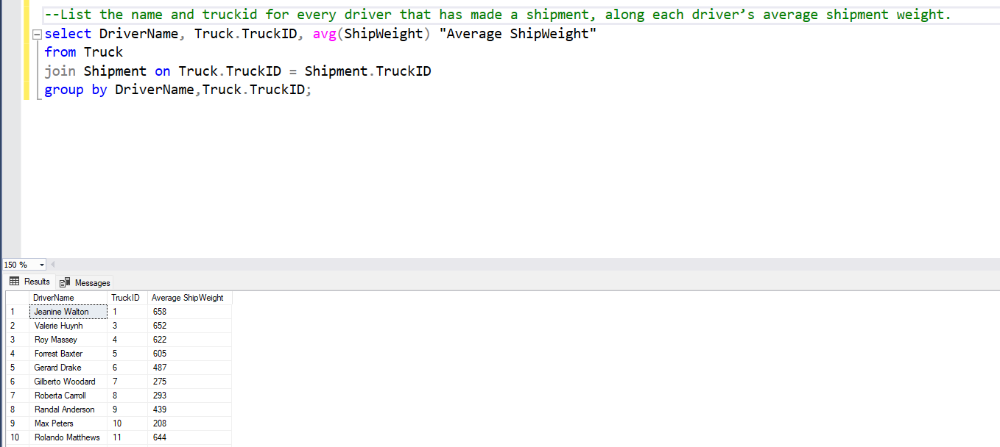 --List the name and truckid for every driver that has made a shipment, along each driver’s average shipment weight.
select DriverName, Truck.TruckID, avg(ShipWeight) "Average ShipWeight"
from Truck
join Shipment on Truck.TruckID = Shipment.TruckID
group by DriverName,Truck.TruckID;
150 %
Results Messages
DriverName TruckID Average ShipWeight
1 Jeanine Walton 1 658
2 Valerie Huynh 3 652
3 Roy Massey 4 622
4 Forrest Baxter 5 605
5 Gerard Drake 6 487
6 Gilberto Woodard 7 275
7 Roberta Carroll 8 293
8 Randal Anderson 9 439
9 Max Peters 10 208
10 Rolando Matthews 11 644